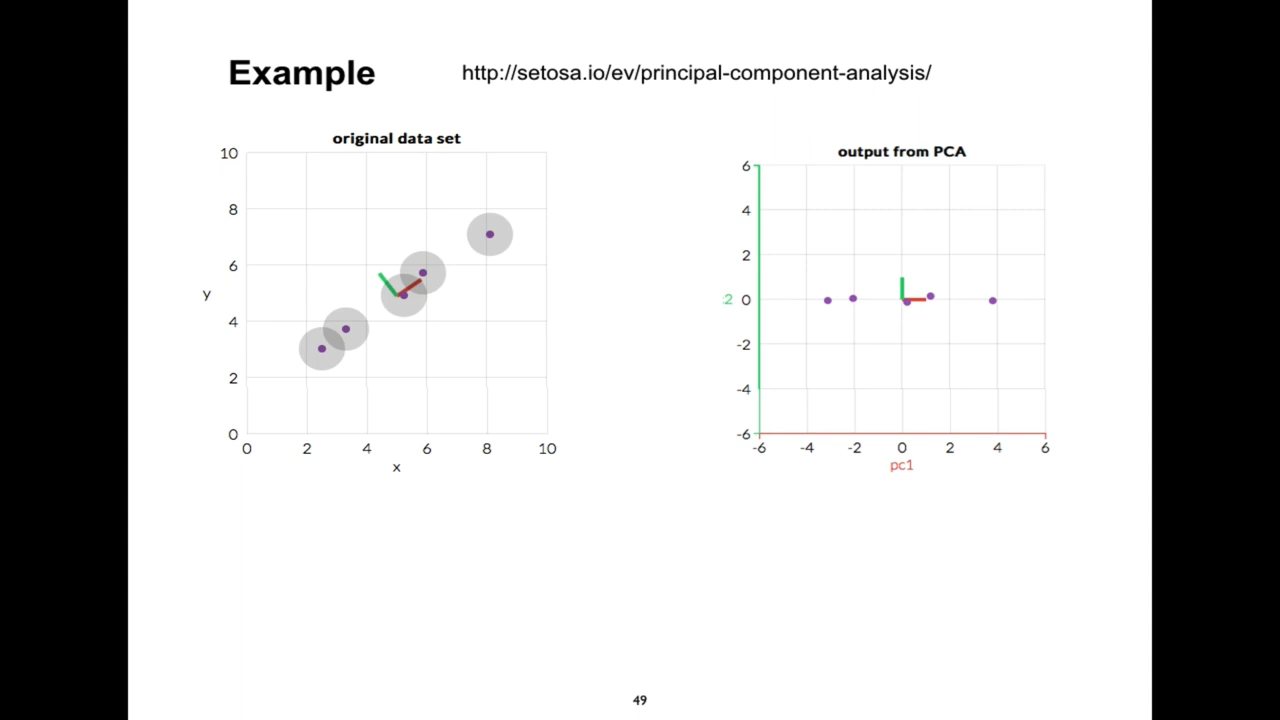 Example
http://setosa.io/ev/principal-component-analysis/
original data set
10
8
6
4
2
0
y
0 2 4 6 8 10
x
output from PCA
6
4
2
0
-2
-4
-6
2
-6 -4 -2 0 2 4 6
pc1
49